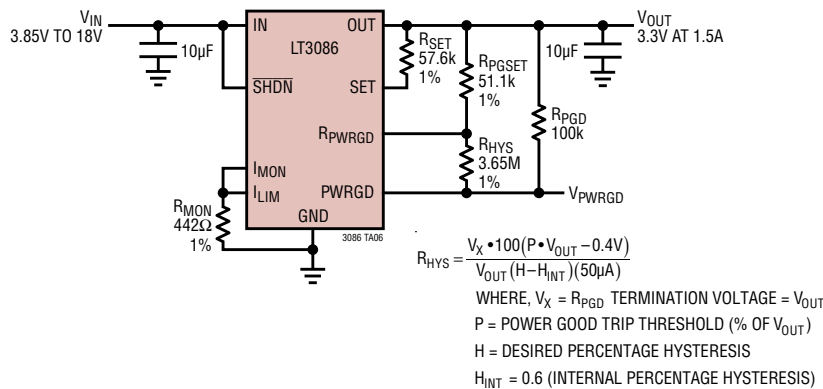 V_IN
3.85V TO 18V
10µF
IN
OUT
LT3086
SHDN
SET
R_PWRGD
I_MON
I_LIM
PWRGD
GND
3086 TA06
R_MON
442Ω
1%
R_SET
57.6k
1%
R_PGSET
51.1k
1%
R_HYS
3.65M
1%
10µF
R_PGD
100k
V_OUT
3.3V AT 1.5A
V_PWRGD
R_HYS = V_X•100(P•V_OUT–0.4V) / V_OUT(H–H_INT)(50µA)
WHERE, V_X = R_PGD TERMINATION VOLTAGE = V_OUT
P = POWER GOOD TRIP THRESHOLD (% OF V_OUT)
H = DESIRED PERCENTAGE HYSTERESIS
H_INT = 0.6 (INTERNAL PERCENTAGE HYSTERESIS)